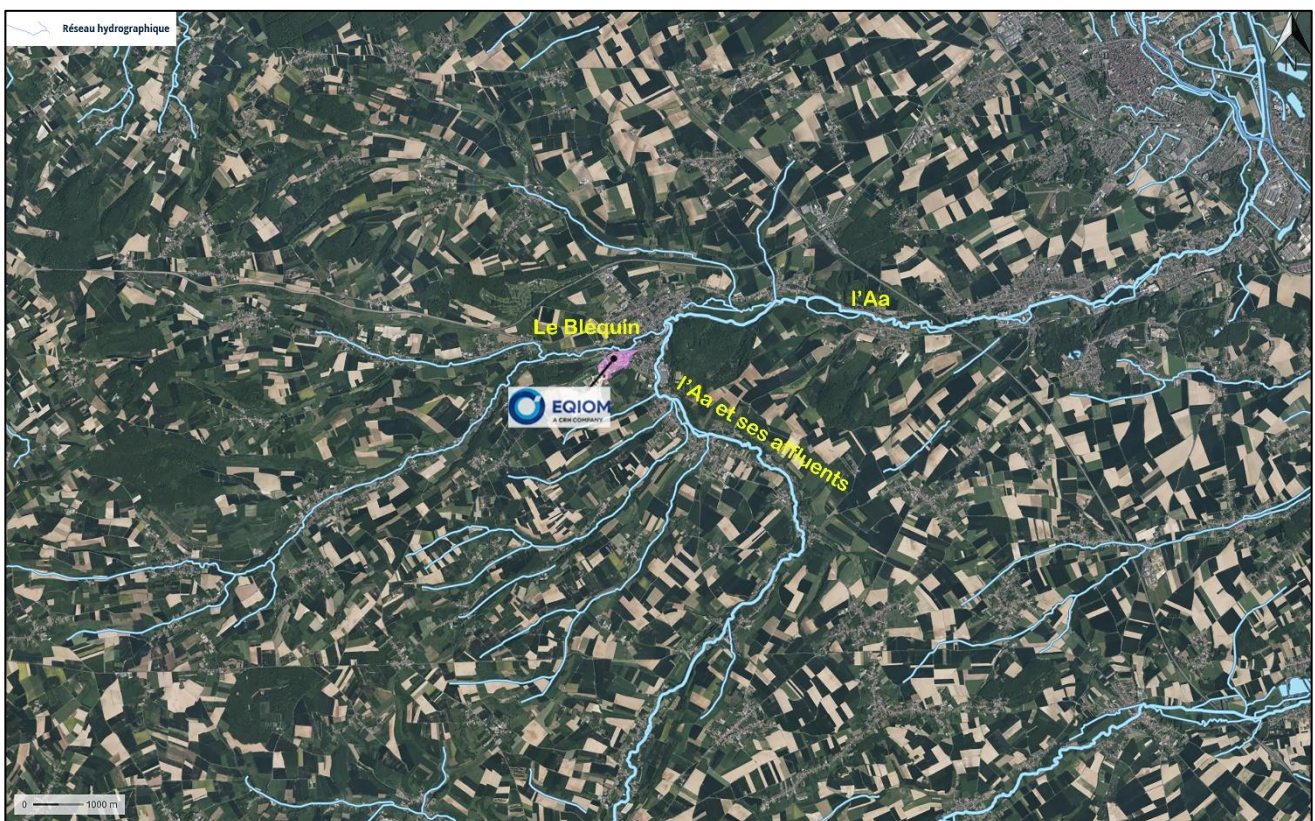 Réseau hydrographique
N
l'Aa
Le Bléquin
EQIOM
A CRH COMPANY
l'Aa et ses affluents
0 1000 m